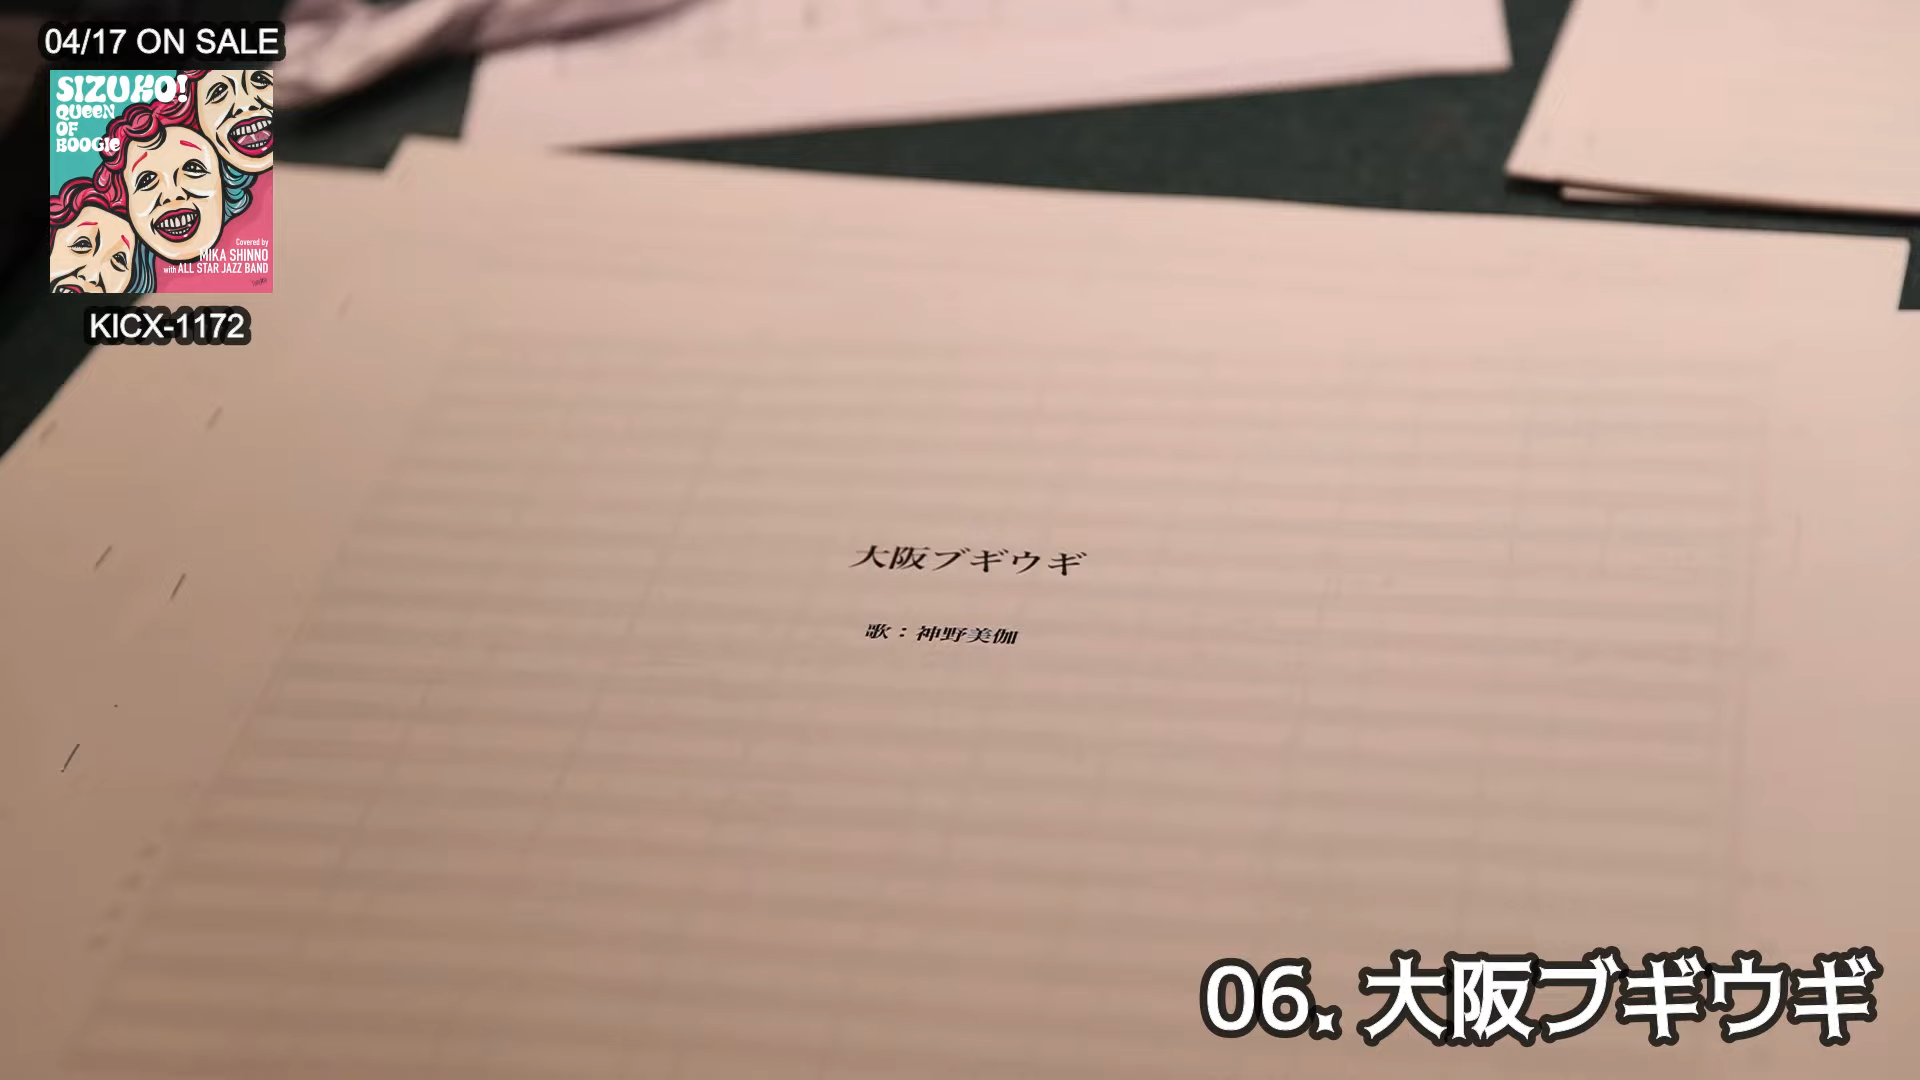 04/17 ON SALE
SIZUKO!
QUEEN
OF
BOOGIE
Covered by
MIKA SHINNO
with ALL STAR JAZZ BAND
KICX-1172
大阪ブギウギ
歌：神野美伽
06. 大阪ブギウギ